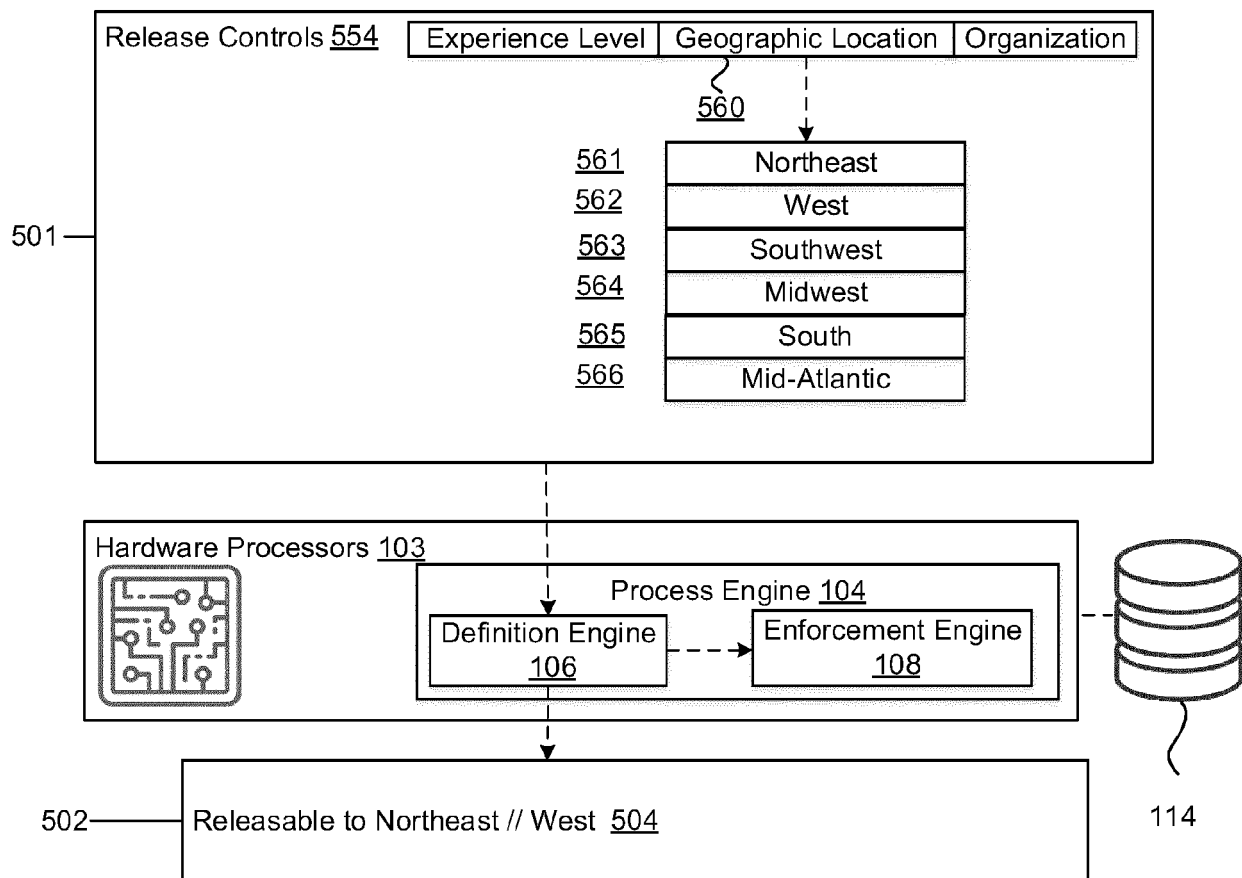 Release Controls 554
Experience Level Geographic Location Organization
560
561 Northeast
562 West
501
563 Southwest
564 Midwest
565 South
566 Mid-Atlantic
Hardware Processors 103
Process Engine 104
Definition Engine
106
Enforcement Engine
108
114
502
Releasable to Northeast // West 504